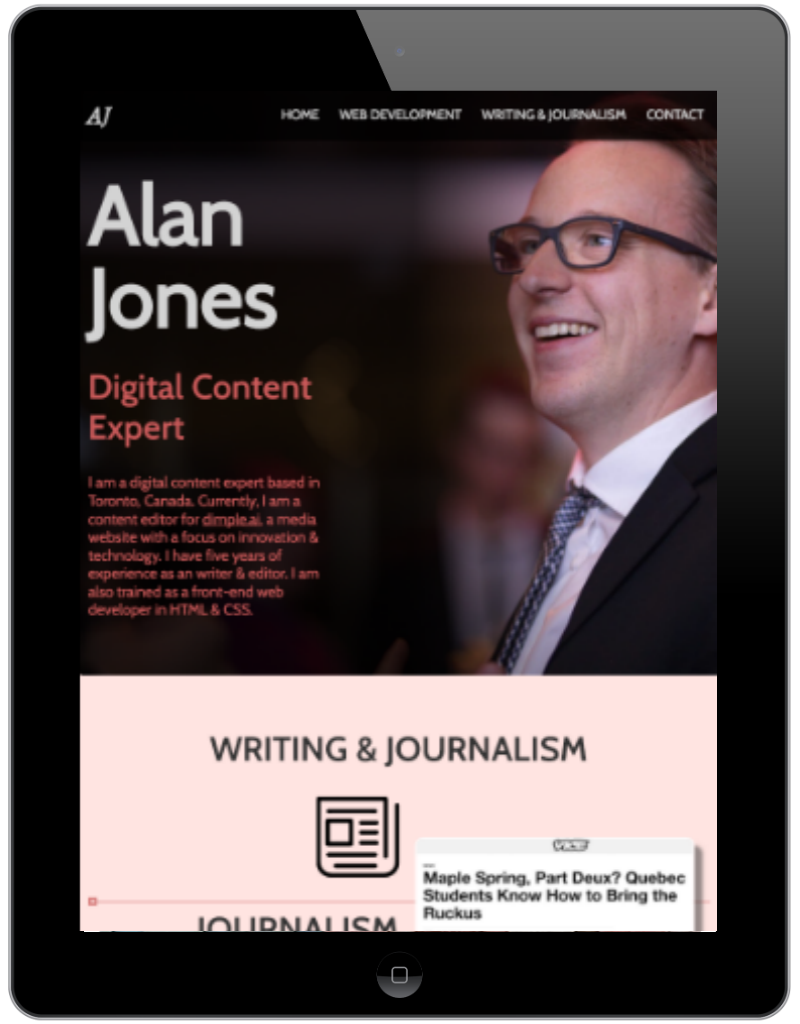 AJ
HOME WEB DEVELOPMENT WRITING & JOURNALISM CONTACT
Alan
Jones
Digital Content
Expert
I am a digital content expert based in
Toronto, Canada. Currently, I am a
content editor for dimple.ai, a media
website with a focus on innovation &
technology. I have five years of
experience as an writer & editor. I am
also trained as a front-end web
developer in HTML & CSS.
WRITING & JOURNALISM
VICE
Maple Spring, Part Deux? Quebec
Students Know How to Bring the
Ruckus
JOURNALISM